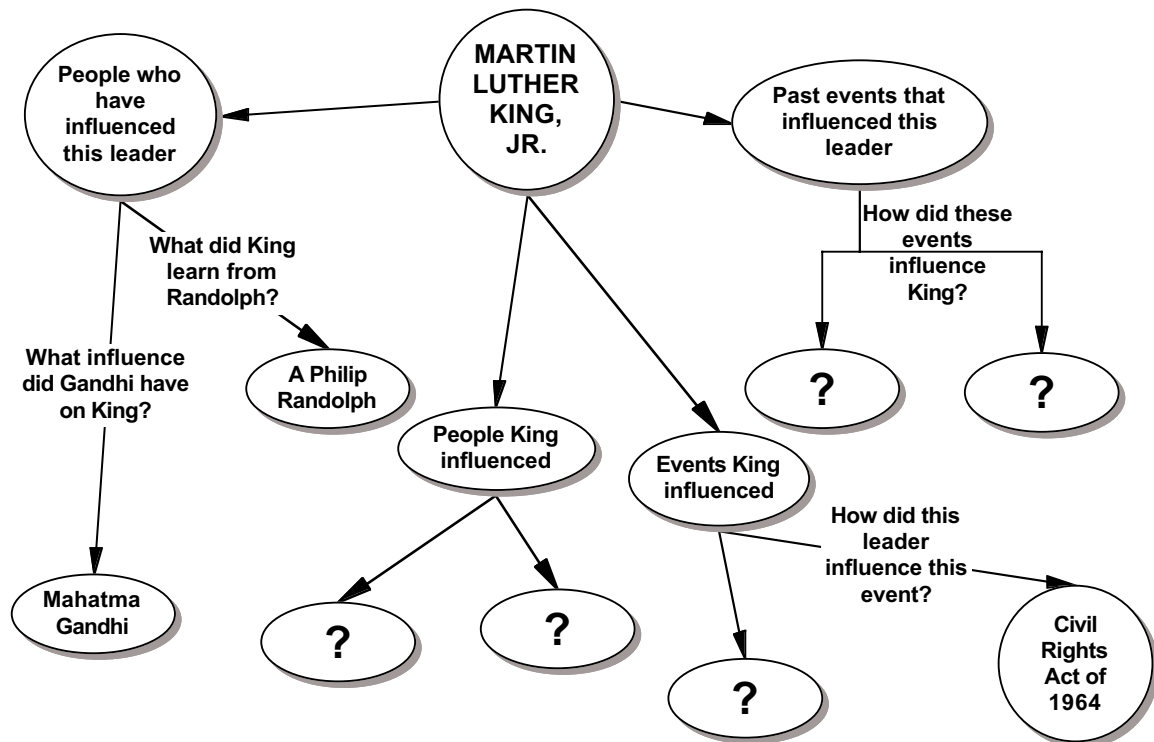 MARTIN
LUTHER
KING,
JR.
People who
have
influenced
this leader
Past events that
influenced this
leader
What did King
learn from
Randolph?
How did these
events
influence
King?
What influence
did Gandhi have
on King?
A Philip
Randolph
?
?
People King
influenced
Events King
influenced
How did this
leader
influence this
event?
Mahatma
Gandhi
?
?
?
Civil
Rights
Act of
1964